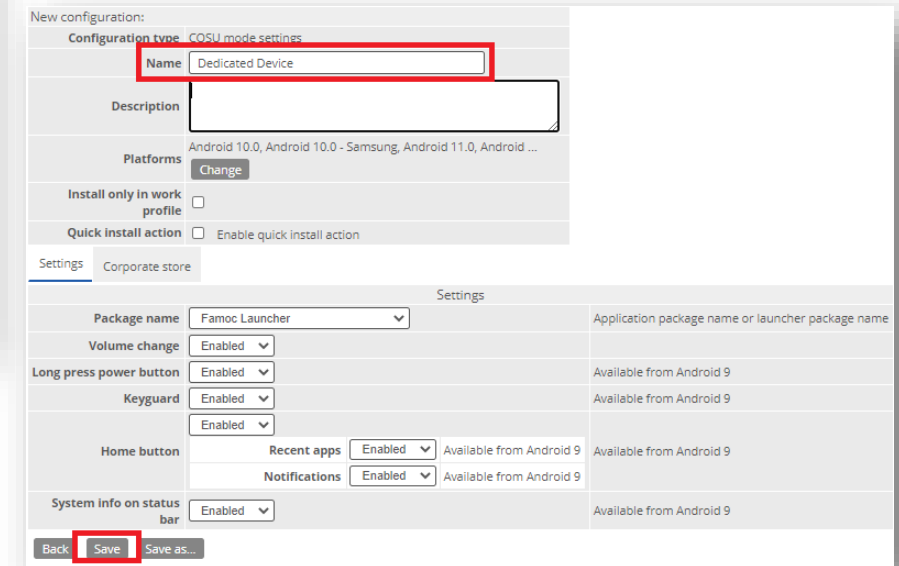 New configuration:
Configuration type COSU mode settings
Name Dedicated Device
Description
Platforms Android 10.0, Android 10.0 - Samsung, Android 11.0, Android ...
Change
Install only in work profile
Quick install action Enable quick install action
Settings Corporate store
Settings
Package name Famoc Launcher Application package name or launcher package name
Volume change Enabled
Long press power button Enabled Available from Android 9
Keyguard Enabled Available from Android 9
Enabled
Home button Recent apps Enabled Available from Android 9 Available from Android 9
Notifications Enabled Available from Android 9
System info on status bar Enabled Available from Android 9
Back Save Save as...